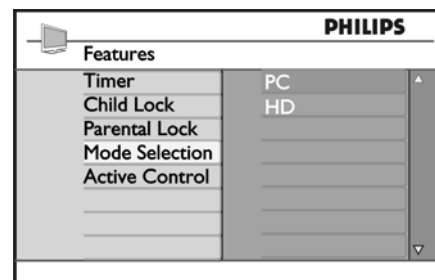 PHILIPS
Features
Timer
Child Lock
Parental Lock
Mode Selection
Active Control
PC
HD